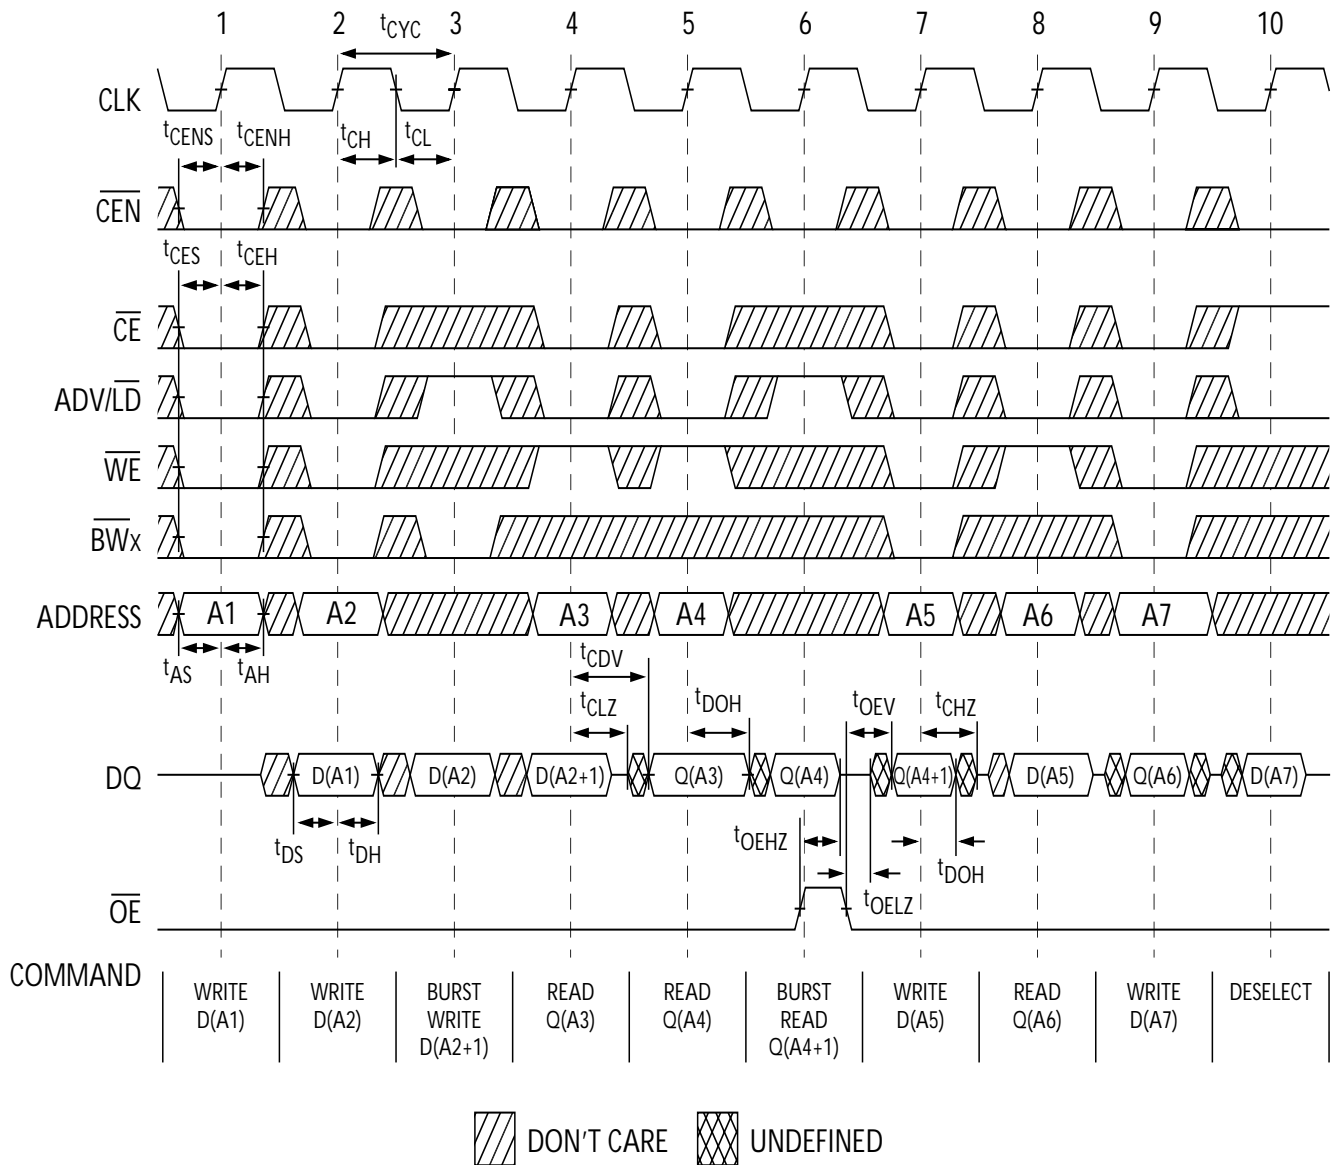 1 2 3 4 5 6 7 8 9 10
tCYC
CLK
tCENS tCENH tCH tCL
CEN
tCES tCEH
CE
ADV/LD
WE
BWx
ADDRESS A1 A2 A3 A4 A5 A6 A7
tAS tAH
tCDV
tCLZ tDOH tOEV tCHZ
DQ D(A1) D(A2) D(A2+1) Q(A3) Q(A4) Q(A4+1) D(A5) Q(A6) D(A7)
tDS tDH tOEHZ tDOH
tOELZ
OE
COMMAND
WRITE D(A1)
WRITE D(A2)
BURST WRITE D(A2+1)
READ Q(A3)
READ Q(A4)
BURST READ Q(A4+1)
WRITE D(A5)
READ Q(A6)
WRITE D(A7)
DESELECT
DON'T CARE UNDEFINED